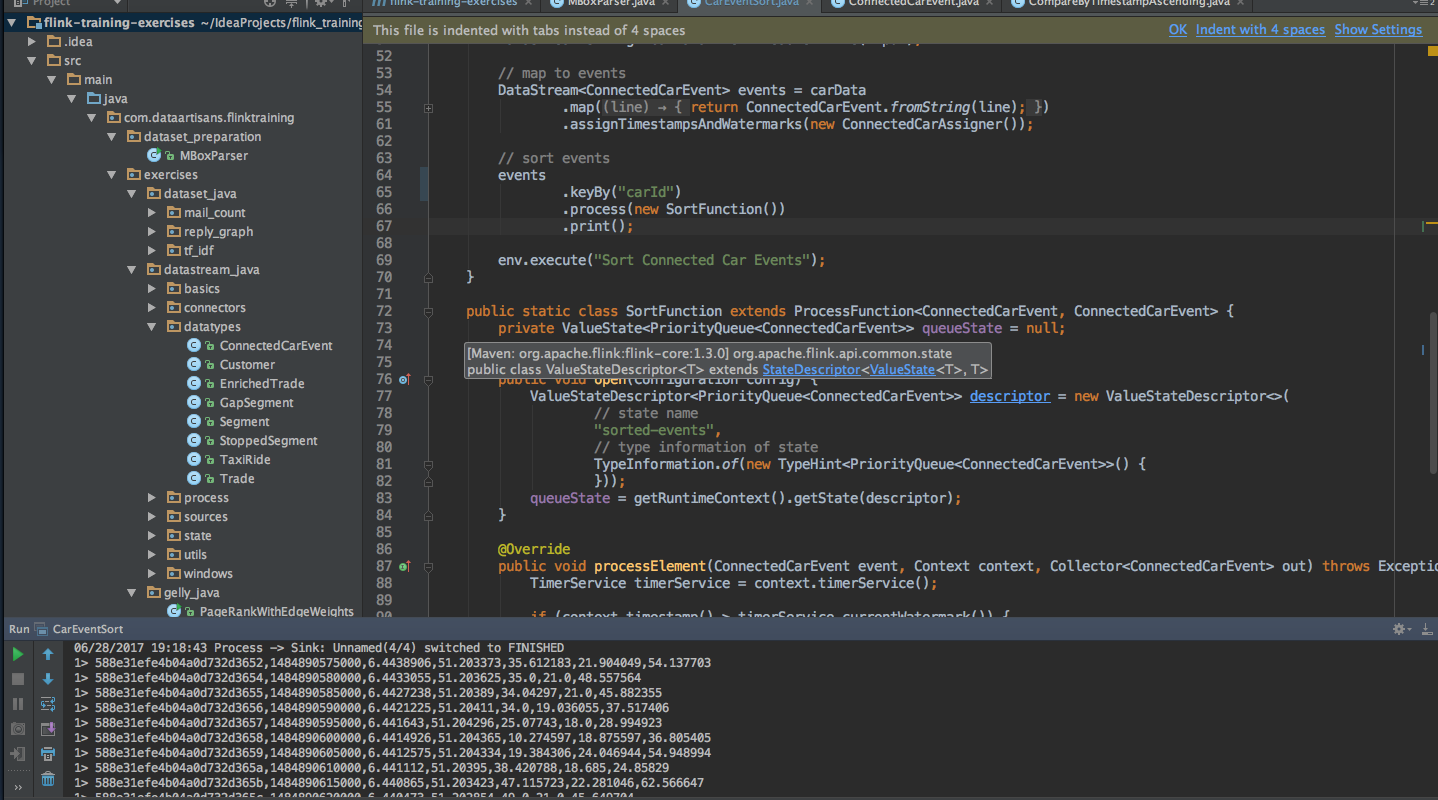 Project
flink-training-exercises
MBoxParser.java
CarEventSort.java
ConnectedCarEvent.java
CompareByTimestampAscending.java
flink-training-exercises ~/IdeaProjects/flink_training
.idea
src
main
java
com.dataartisans.flinktraining
dataset_preparation
MBoxParser
exercises
dataset_java
mail_count
reply_graph
tf_idf
datastream_java
basics
connectors
datatypes
ConnectedCarEvent
Customer
EnrichedTrade
GapSegment
Segment
StoppedSegment
TaxiRide
Trade
process
sources
state
utils
windows
gelly_java
PageRankWithEdgeWeights
This file is indented with tabs instead of 4 spaces
OK Indent with 4 spaces Show Settings
52
53 // map to events
54 DataStream<ConnectedCarEvent> events = carData
55 .map((line) → { return ConnectedCarEvent.fromString(line); })
61 .assignTimestampsAndWatermarks(new ConnectedCarAssigner());
62
63 // sort events
64 events
65 .keyBy("carId")
66 .process(new SortFunction())
67 .print();
68
69 env.execute("Sort Connected Car Events");
70 }
71
72 public static class SortFunction extends ProcessFunction<ConnectedCarEvent, ConnectedCarEvent> {
73 private ValueState<PriorityQueue<ConnectedCarEvent>> queueState = null;
74
[Maven: org.apache.flink:flink-core:1.3.0] org.apache.flink.api.common.state
75
public class ValueStateDescriptor<T> extends StateDescriptor<ValueState<T>, T>
76 public void open(Configuration config) {
77 ValueStateDescriptor<PriorityQueue<ConnectedCarEvent>> descriptor = new ValueStateDescriptor<>(
78 // state name
79 "sorted-events",
80 // type information of state
81 TypeInformation.of(new TypeHint<PriorityQueue<ConnectedCarEvent>>() {
82 }));
83 queueState = getRuntimeContext().getState(descriptor);
84 }
85
86 @Override
87 public void processElement(ConnectedCarEvent event, Context context, Collector<ConnectedCarEvent> out) throws Exceptio
88 TimerService timerService = context.timerService();
89
90 if (context.timestamp() > timerService.currentWatermark()) {
Run CarEventSort
06/28/2017 19:18:43 Process -> Sink: Unnamed(4/4) switched to FINISHED
1> 588e31efe4b04a0d732d3652,1484890575000,6.4438906,51.203373,35.612183,21.904049,54.137703
1> 588e31efe4b04a0d732d3654,1484890580000,6.4433055,51.203625,35.0,21.0,48.557564
1> 588e31efe4b04a0d732d3655,1484890585000,6.4427238,51.20389,34.04297,21.0,45.882355
1> 588e31efe4b04a0d732d3656,1484890590000,6.4421225,51.20411,34.0,19.036055,37.517406
1> 588e31efe4b04a0d732d3657,1484890595000,6.441643,51.204296,25.07743,18.0,28.994923
1> 588e31efe4b04a0d732d3658,1484890600000,6.4414926,51.204365,10.274597,18.875597,36.805405
1> 588e31efe4b04a0d732d3659,1484890605000,6.4412575,51.204334,19.384306,24.046944,54.948994
1> 588e31efe4b04a0d732d365a,1484890610000,6.441112,51.20395,38.420788,18.685,24.85829
1> 588e31efe4b04a0d732d365b,1484890615000,6.440865,51.203423,47.115723,22.281046,62.566647
1> 588e31efe4b04a0d732d365c,1484890620000,6.440473,51.202854,49.0,21.0,45.649704